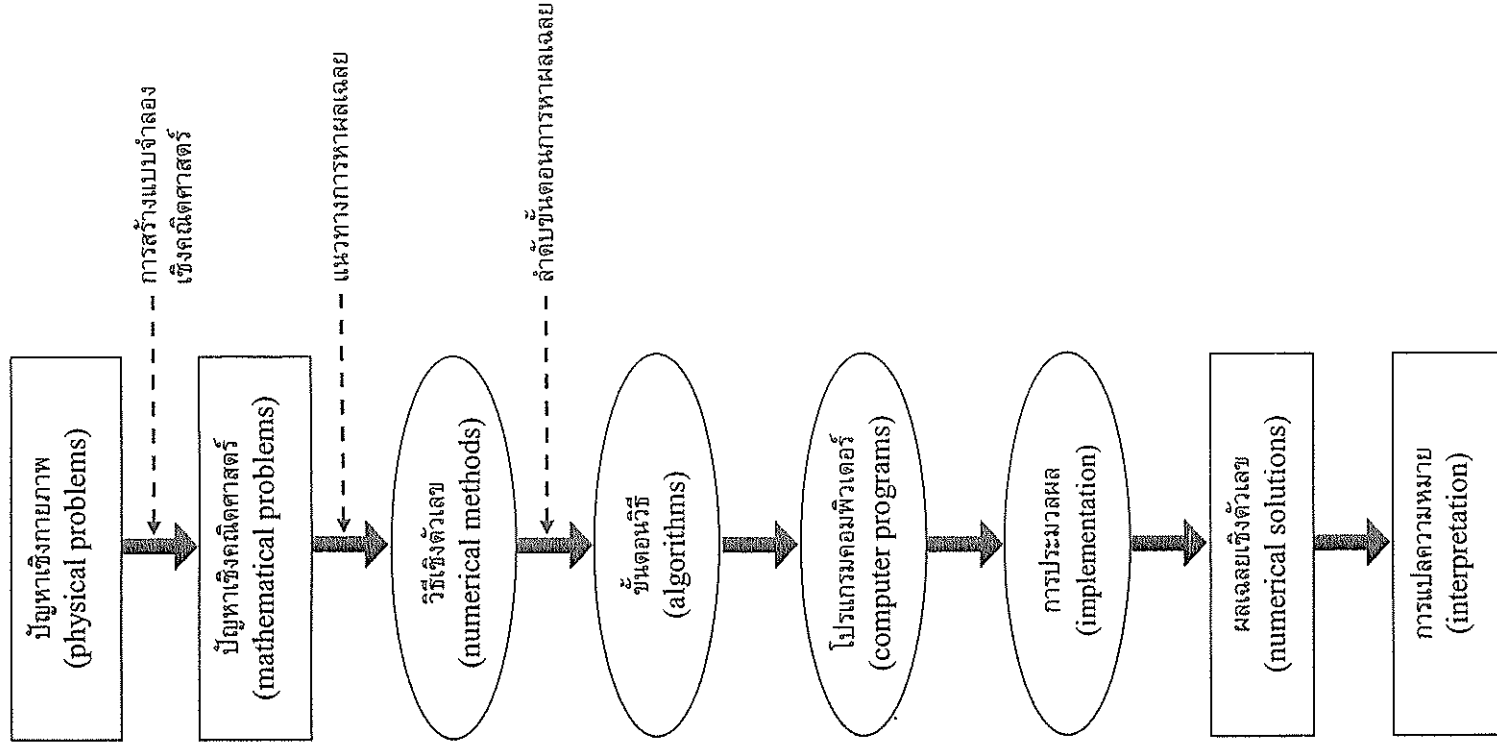 ปัญหาเชิงกายภาพ
(physical problems)
การสร้างแบบจำลอง
เชิงคณิตศาสตร์
ปัญหาเชิงคณิตศาสตร์
(mathematical problems)
แนวทางการหาผลเฉลย
วิธีเชิงตัวเลข
(numerical methods)
ลำดับขั้นตอนการหาผลเฉลย
ขั้นตอนวิธี
(algorithms)
โปรแกรมคอมพิวเตอร์
(computer programs)
การประมวลผล
(implementation)
ผลเฉลยเชิงตัวเลข
(numerical solutions)
การแปลความหมาย
(interpretation)